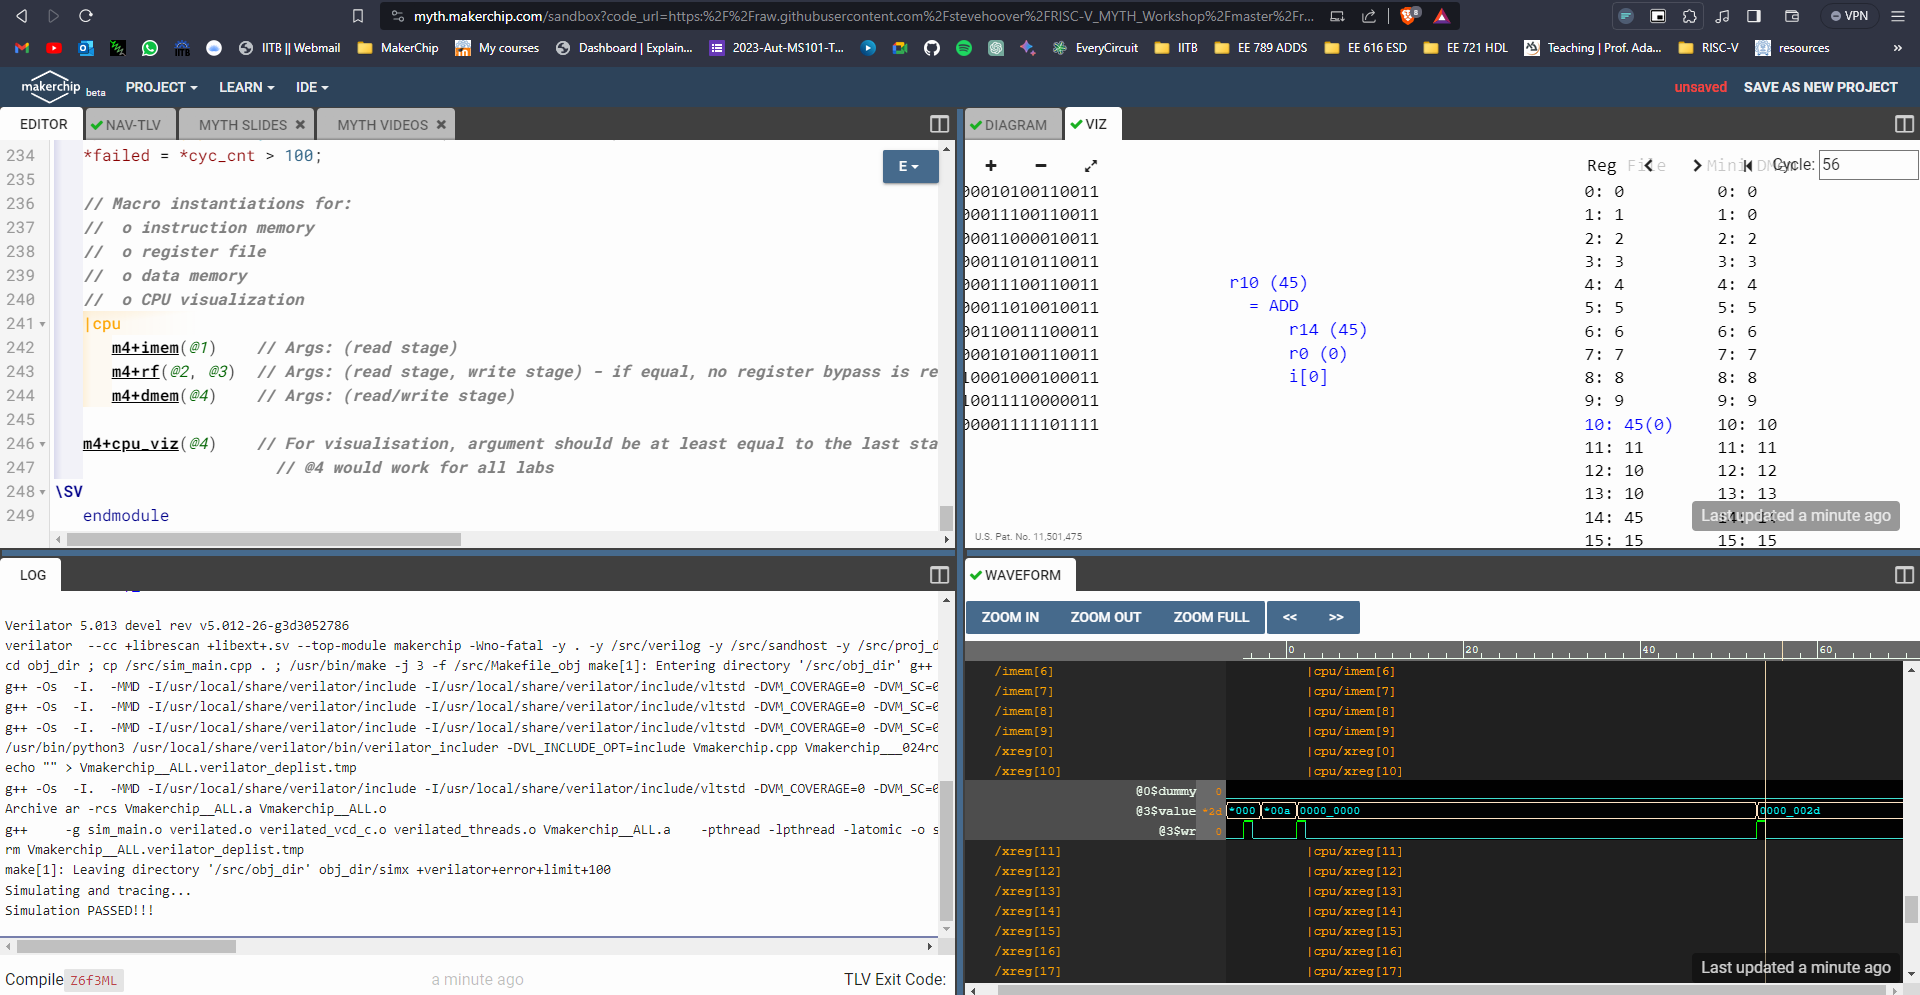 myth.makerchip.com/sandbox?code_url=https:%2F%2Fraw.githubusercontent.com%2Fstevehoover%2FRISC-V_MYTH_Workshop%2Fmaster%2Fr...
VPN
IITB || Webmail
MakerChip
My courses
Dashboard | Explain...
2023-Aut-MS101-T...
EveryCircuit
IITB
EE 789 ADDS
EE 616 ESD
EE 721 HDL
Teaching | Prof. Ada...
RISC-V
resources
makerchip beta
PROJECT
LEARN
IDE
unsaved
SAVE AS NEW PROJECT
EDITOR
NAV-TLV
MYTH SLIDES
MYTH VIDEOS
E
234 *failed = *cyc_cnt > 100;
235
236 // Macro instantiations for:
237 //  o instruction memory
238 //  o register file
239 //  o data memory
240 //  o CPU visualization
241 |cpu
242 m4+imem(@1)    // Args: (read stage)
243 m4+rf(@2, @3)  // Args: (read stage, write stage) - if equal, no register bypass is re
244 m4+dmem(@4)    // Args: (read/write stage)
245
246 m4+cpu_viz(@4)    // For visualisation, argument should be at least equal to the last sta
247 // @4 would work for all labs
248 \SV
249 endmodule
DIAGRAM
VIZ
Reg File
Mini DMem
Cycle: 56
00010100110011
00011100110011
00011000010011
00011010110011
00011100110011
00011010010011
00110011100011
00010100110011
10001000100011
10011110000011
00001111101111
r10 (45)
= ADD
r14 (45)
r0 (0)
i[0]
0: 0
1: 1
2: 2
3: 3
4: 4
5: 5
6: 6
7: 7
8: 8
9: 9
10: 45(0)
11: 11
12: 10
13: 10
14: 45
15: 15
0: 0
1: 0
2: 2
3: 3
4: 4
5: 5
6: 6
7: 7
8: 8
9: 9
10: 10
11: 11
12: 12
13: 13
15: 15
Last updated a minute ago
U.S. Pat. No. 11,501,475
LOG
Verilator 5.013 devel rev v5.012-26-g3d3052786
verilator  --cc +librescan +libext+.sv --top-module makerchip -Wno-fatal -y . -y /src/verilog -y /src/sandhost -y /src/proj_d
cd obj_dir ; cp /src/sim_main.cpp . ; /usr/bin/make -j 3 -f /src/Makefile_obj make[1]: Entering directory '/src/obj_dir' g++
g++ -Os  -I.  -MMD -I/usr/local/share/verilator/include -I/usr/local/share/verilator/include/vltstd -DVM_COVERAGE=0 -DVM_SC=0
g++ -Os  -I.  -MMD -I/usr/local/share/verilator/include -I/usr/local/share/verilator/include/vltstd -DVM_COVERAGE=0 -DVM_SC=0
g++ -Os  -I.  -MMD -I/usr/local/share/verilator/include -I/usr/local/share/verilator/include/vltstd -DVM_COVERAGE=0 -DVM_SC=0
/usr/bin/python3 /usr/local/share/verilator/bin/verilator_includer -DVL_INCLUDE_OPT=include Vmakerchip.cpp Vmakerchip___024ro
echo "" > Vmakerchip__ALL.verilator_deplist.tmp
g++ -Os  -I.  -MMD -I/usr/local/share/verilator/include -I/usr/local/share/verilator/include/vltstd -DVM_COVERAGE=0 -DVM_SC=0
Archive ar -rcs Vmakerchip__ALL.a Vmakerchip__ALL.o
g++     -g sim_main.o verilated.o verilated_vcd_c.o verilated_threads.o Vmakerchip__ALL.a    -pthread -lpthread -latomic -o s
rm Vmakerchip__ALL.verilator_deplist.tmp
make[1]: Leaving directory '/src/obj_dir' obj_dir/simx +verilator+error+limit+100
Simulating and tracing...
Simulation PASSED!!!
Compile Z6f3ML
a minute ago
TLV Exit Code:
WAVEFORM
ZOOM IN
ZOOM OUT
ZOOM FULL
<<
>>
0
20
40
60
/imem[6] |cpu/imem[6]
/imem[7] |cpu/imem[7]
/imem[8] |cpu/imem[8]
/imem[9] |cpu/imem[9]
/xreg[0] |cpu/xreg[0]
/xreg[10] |cpu/xreg[10]
@0$dummy 0
@3$value *2d *000 *00a 0000_0000 0000_002d
@3$wr 0
/xreg[11] |cpu/xreg[11]
/xreg[12] |cpu/xreg[12]
/xreg[13] |cpu/xreg[13]
/xreg[14] |cpu/xreg[14]
/xreg[15] |cpu/xreg[15]
/xreg[16] |cpu/xreg[16]
/xreg[17] |cpu/xreg[17]
Last updated a minute ago